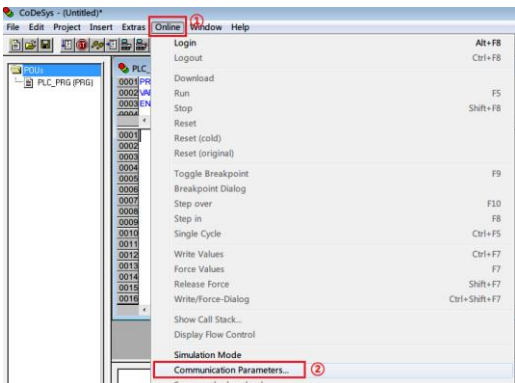 CoDeSys - (Untitled)*
File Edit Project Insert Extras Online Window Help
①
POUs
PLC_PRG (PRG)
PLC_
0001 PR
0002 VAR
0003 EN
0004
0001
0002
0003
0004
0005
0006
0007
0008
0009
0010
0011
0012
0013
0014
0015
0016
Login Alt+F8
Logout Ctrl+F8
Download
Run F5
Stop Shift+F8
Reset
Reset (cold)
Reset (original)
Toggle Breakpoint F9
Breakpoint Dialog
Step over F10
Step in F8
Single Cycle Ctrl+F5
Write Values Ctrl+F7
Force Values F7
Release Force Shift+F7
Write/Force-Dialog Ctrl+Shift+F7
Show Call Stack...
Display Flow Control
Simulation Mode
Communication Parameters... ②